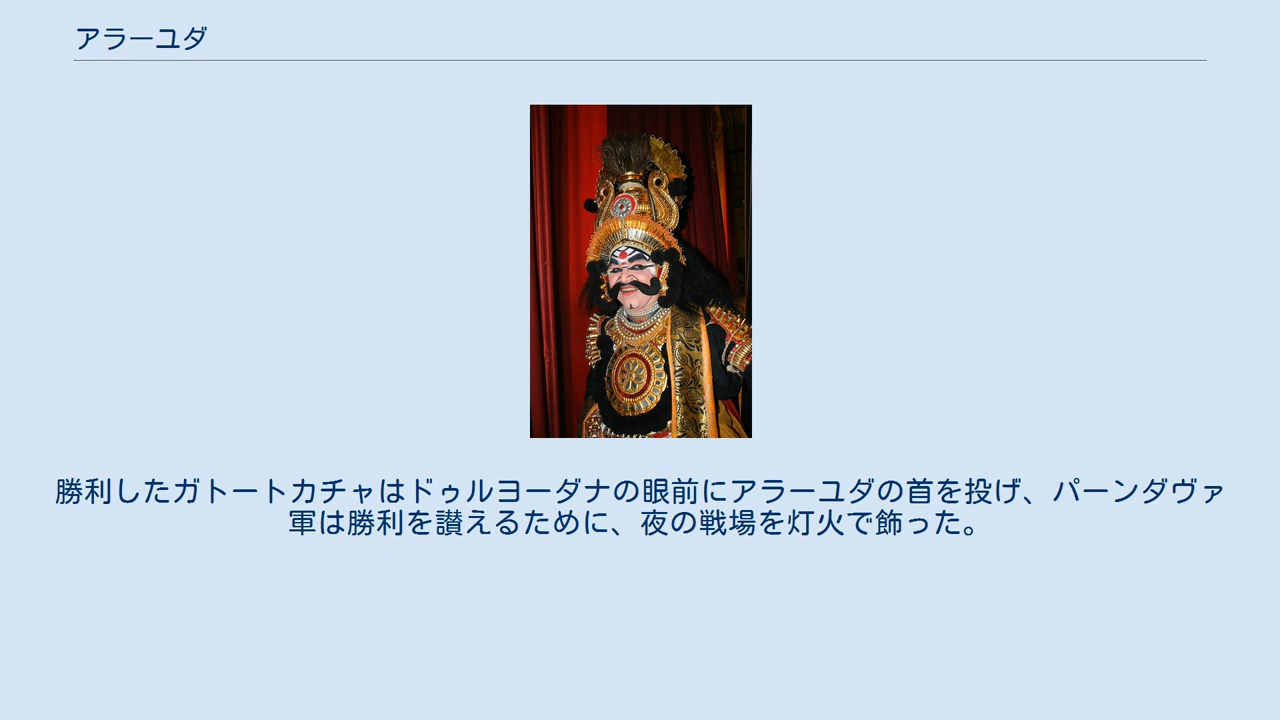 アラーユダ
勝利したガトートカチャはドゥルヨーダナの眼前にアラーユダの首を投げ、パーンダヴァ
軍は勝利を讃えるために、夜の戦場を灯火で飾った。